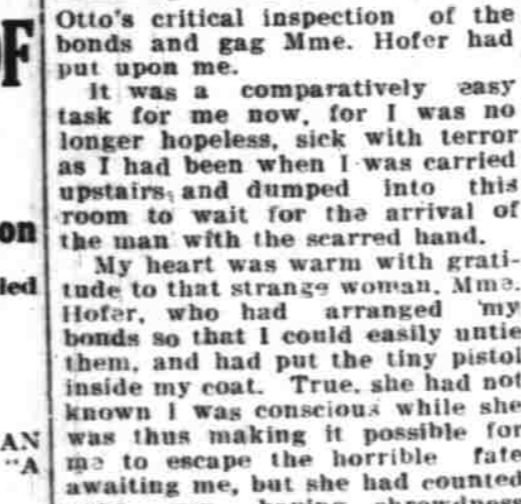 Otto's critical inspection of the
bonds and gag Mme. Hofer had
put upon me.
It was a comparatively easy
task for me now, for I was no
longer hopeless, sick with terror
as I had been when I was carried
upstairs, and dumped into this
room to wait for the arrival of
the man with the scarred hand.
My heart was warm with grati-
tude to that strange woman, Mme.
Hofer, who had arranged my
bonds so that I could easily untie
them, and had put the tiny pistol
inside my coat. True, she had not
known I was conscious while she
was thus making it possible for
me to escape the horrible fate
awaiting me, but she had counted
F
on
led
AN
"A